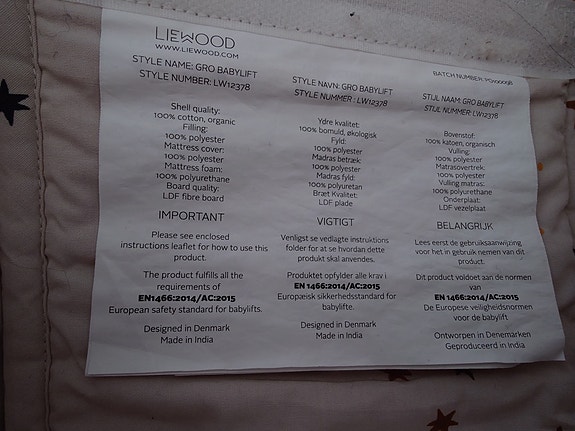 LIEWOOD
WWW.LIEWOOD.COM
STYLE NAME: GRO BABYLIFT
STYLE NUMBER: LW12378
Shell quality:
100% cotton, organic
Filling:
100% polyester
Mattress cover:
100% polyester
Mattress foam:
100% polyurethane
Board quality:
LDF fibre board
IMPORTANT
Please see enclosed
instructions leaflet for how to use this
product.
The product fulfills all the
requirements of
EN1466:2014/AC:2015
European safety standard for babylifts.
Designed in Denmark
Made in India
STYLE NAVN: GRO BABYLIFT
STYLE NUMMER : LW12378
Ydre kvalitet:
100% bomuld, økologisk
Fyld:
100% polyester
Madras betræk:
100% polyester
Madras fyld:
100% polyuretan
Bræt Kvalitet:
LDF plade
VIGTIGT
Venligst se vedlagte instruktions
folder for at se hvordan dette
produkt skal anvendes.
Produktet opfylder alle krav i
EN 1466:2014/AC:2015
Europæisk sikkerhedsstandard for
babylifte.
Designed in Denmark
Made in India
BATCH NUMBER:
STIJL NAAM: GRO BABYLIFT
STIJL NUMMER: LW12378
Bovenstof:
100% katoen, organisch
Vulling:
100% polyester
Matrasovertrek:
100% polyester
Vulling matras:
100% polyurethane
Onderplaat:
LDF vezelplaat
BELANGRIJK
Lees eerst de gebruiksaanwijzing
voor het in gebruik nemen van dit
product.
Dit product voldoet aan de normen
van
EN 1466:2014/AC:2015
De Europese veiligheidsnormen
voor de babylift
Ontworpen in Denemarken
Geproduceerd in India